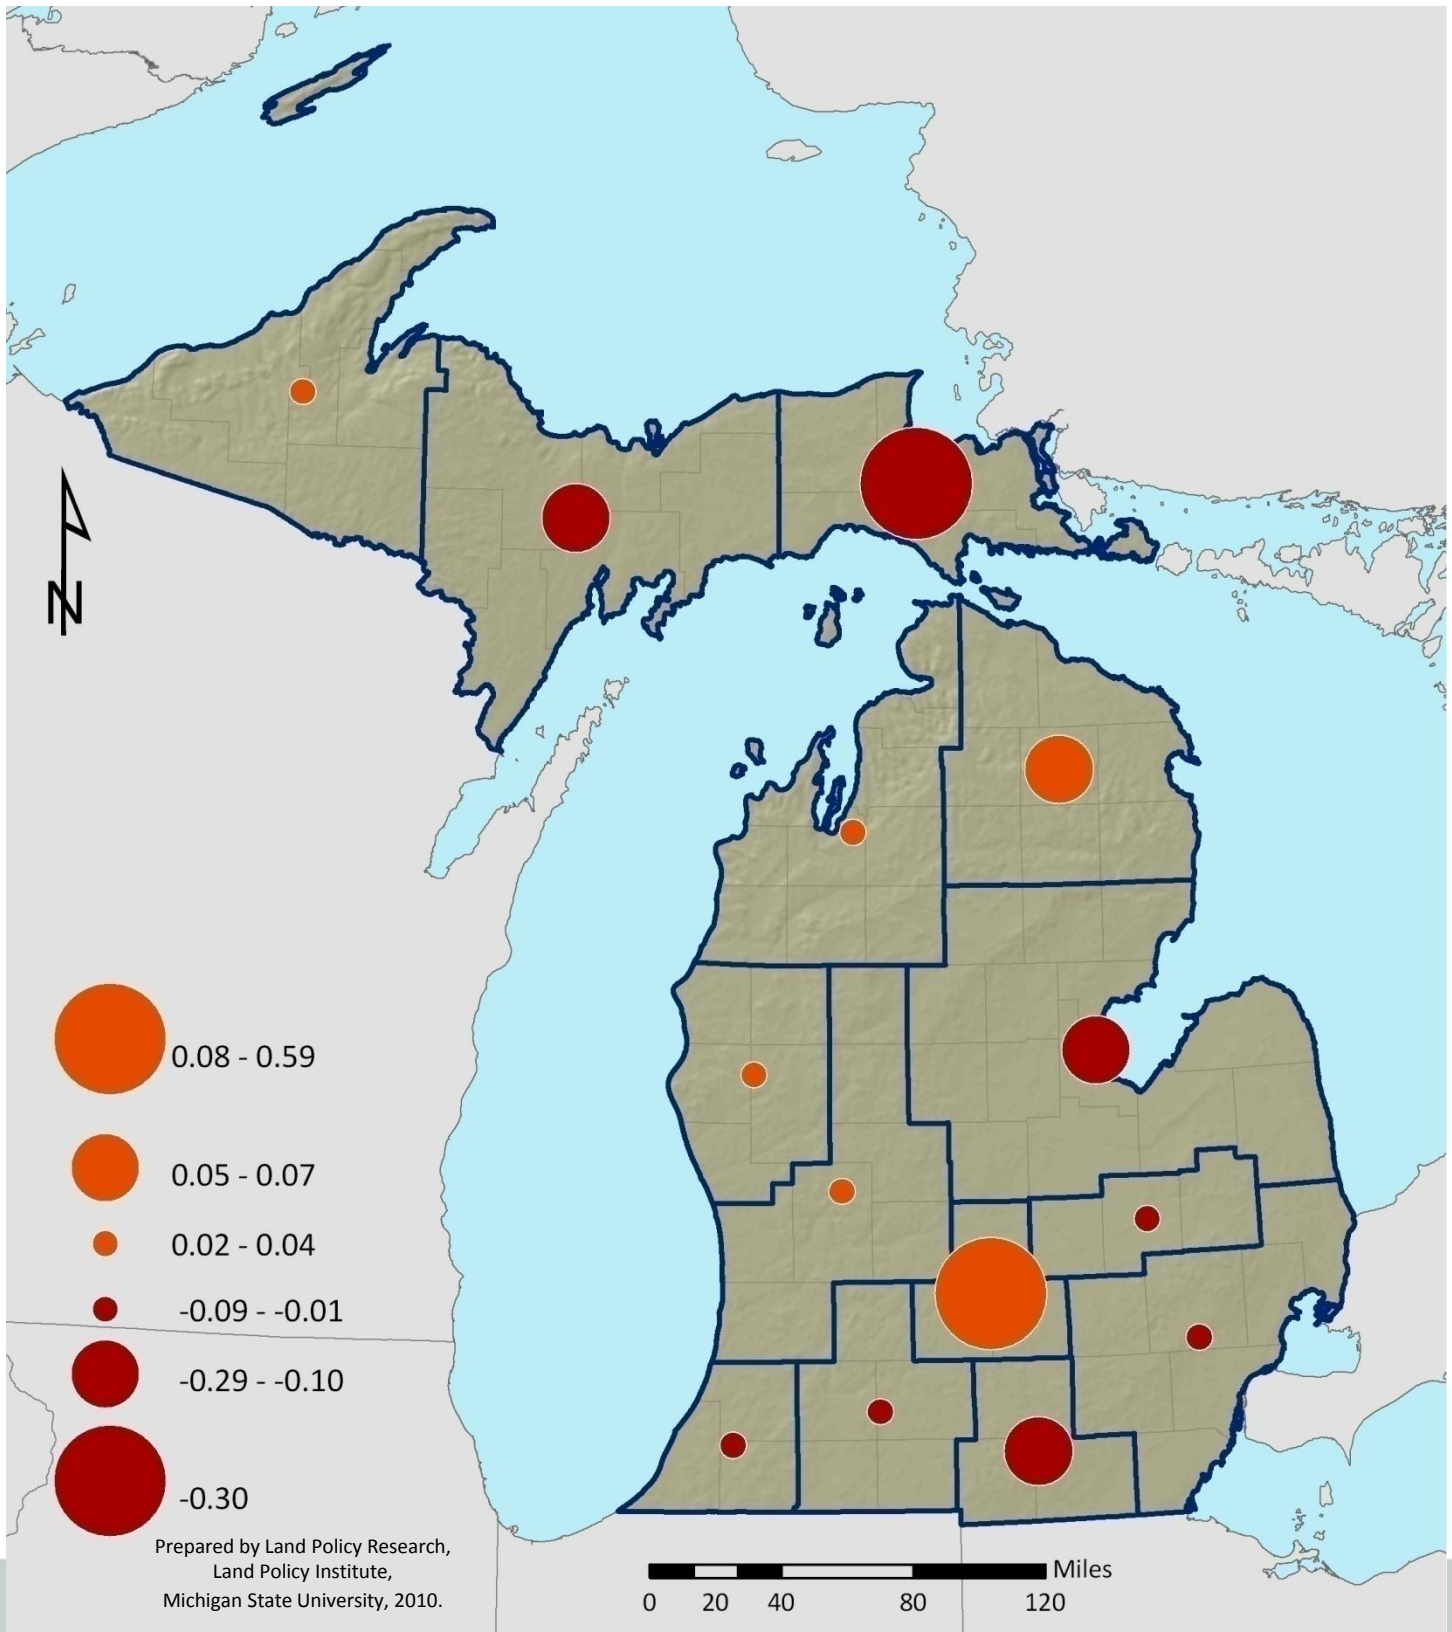 N
0.08 - 0.59
0.05 - 0.07
0.02 - 0.04
-0.09 - -0.01
-0.29 - -0.10
-0.30
Prepared by Land Policy Research,
Land Policy Institute,
Michigan State University, 2010.
Miles
0 20 40 80 120